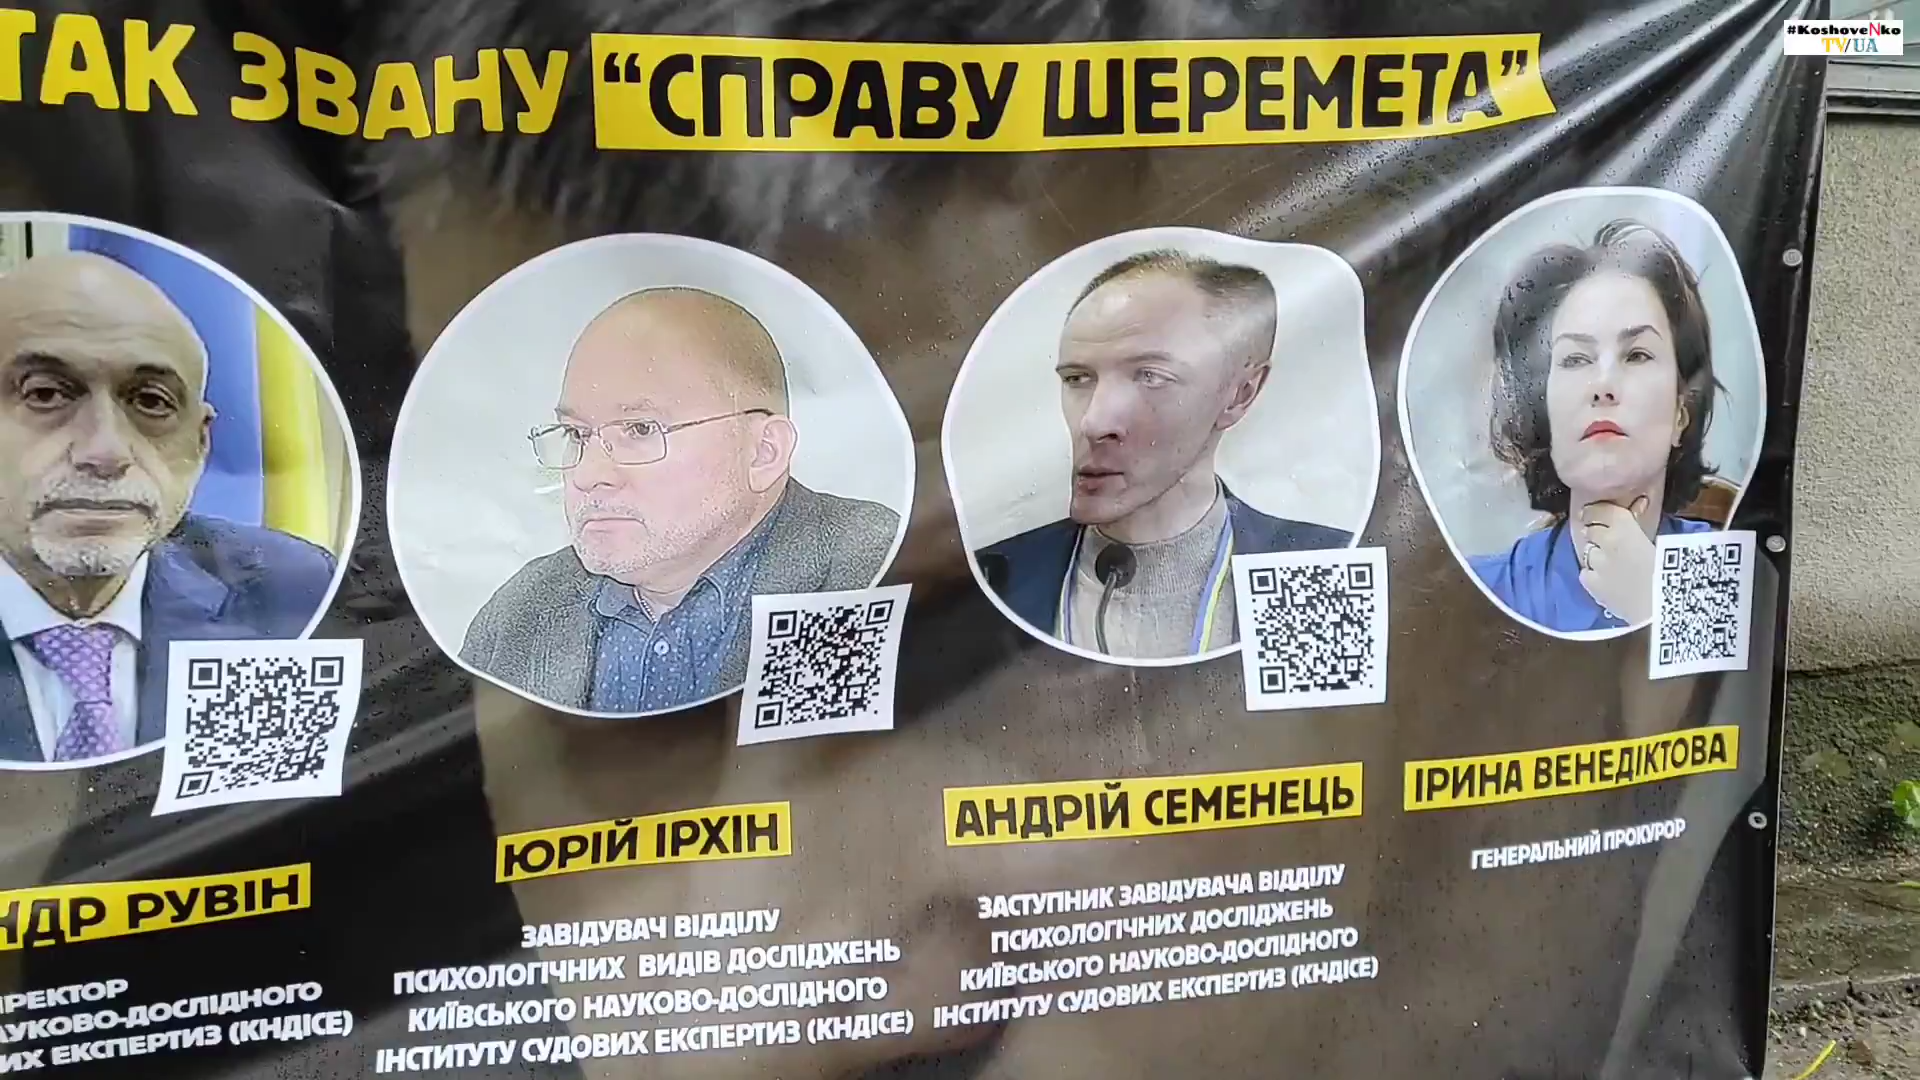 #KoshoveNko
TV/UA
ТАК ЗВАНУ “СПРАВУ ШЕРЕМЕТА”
НДР РУВІН
ИРЕКТОР
АУКОВО-ДОСЛІДНОГО
ИХ ЕКСПЕРТИЗ (КНДІСЕ)
ЮРІЙ ІРХІН
ЗАВІДУВАЧ ВІДДІЛУ
ПСИХОЛОГІЧНИХ ВИДІВ ДОСЛІДЖЕНЬ
КИЇВСЬКОГО НАУКОВО-ДОСЛІДНОГО
ІНСТИТУТУ СУДОВИХ ЕКСПЕРТИЗ (КНДІСЕ)
АНДРІЙ СЕМЕНЕЦЬ
ЗАСТУПНИК ЗАВІДУВАЧА ВІДДІЛУ
ПСИХОЛОГІЧНИХ ДОСЛІДЖЕНЬ
КИЇВСЬКОГО НАУКОВО-ДОСЛІДНОГО
ІНСТИТУТУ СУДОВИХ ЕКСПЕРТИЗ (КНДІСЕ)
ІРИНА ВЕНЕДІКТОВА
ГЕНЕРАЛЬНИЙ ПРОКУРОР